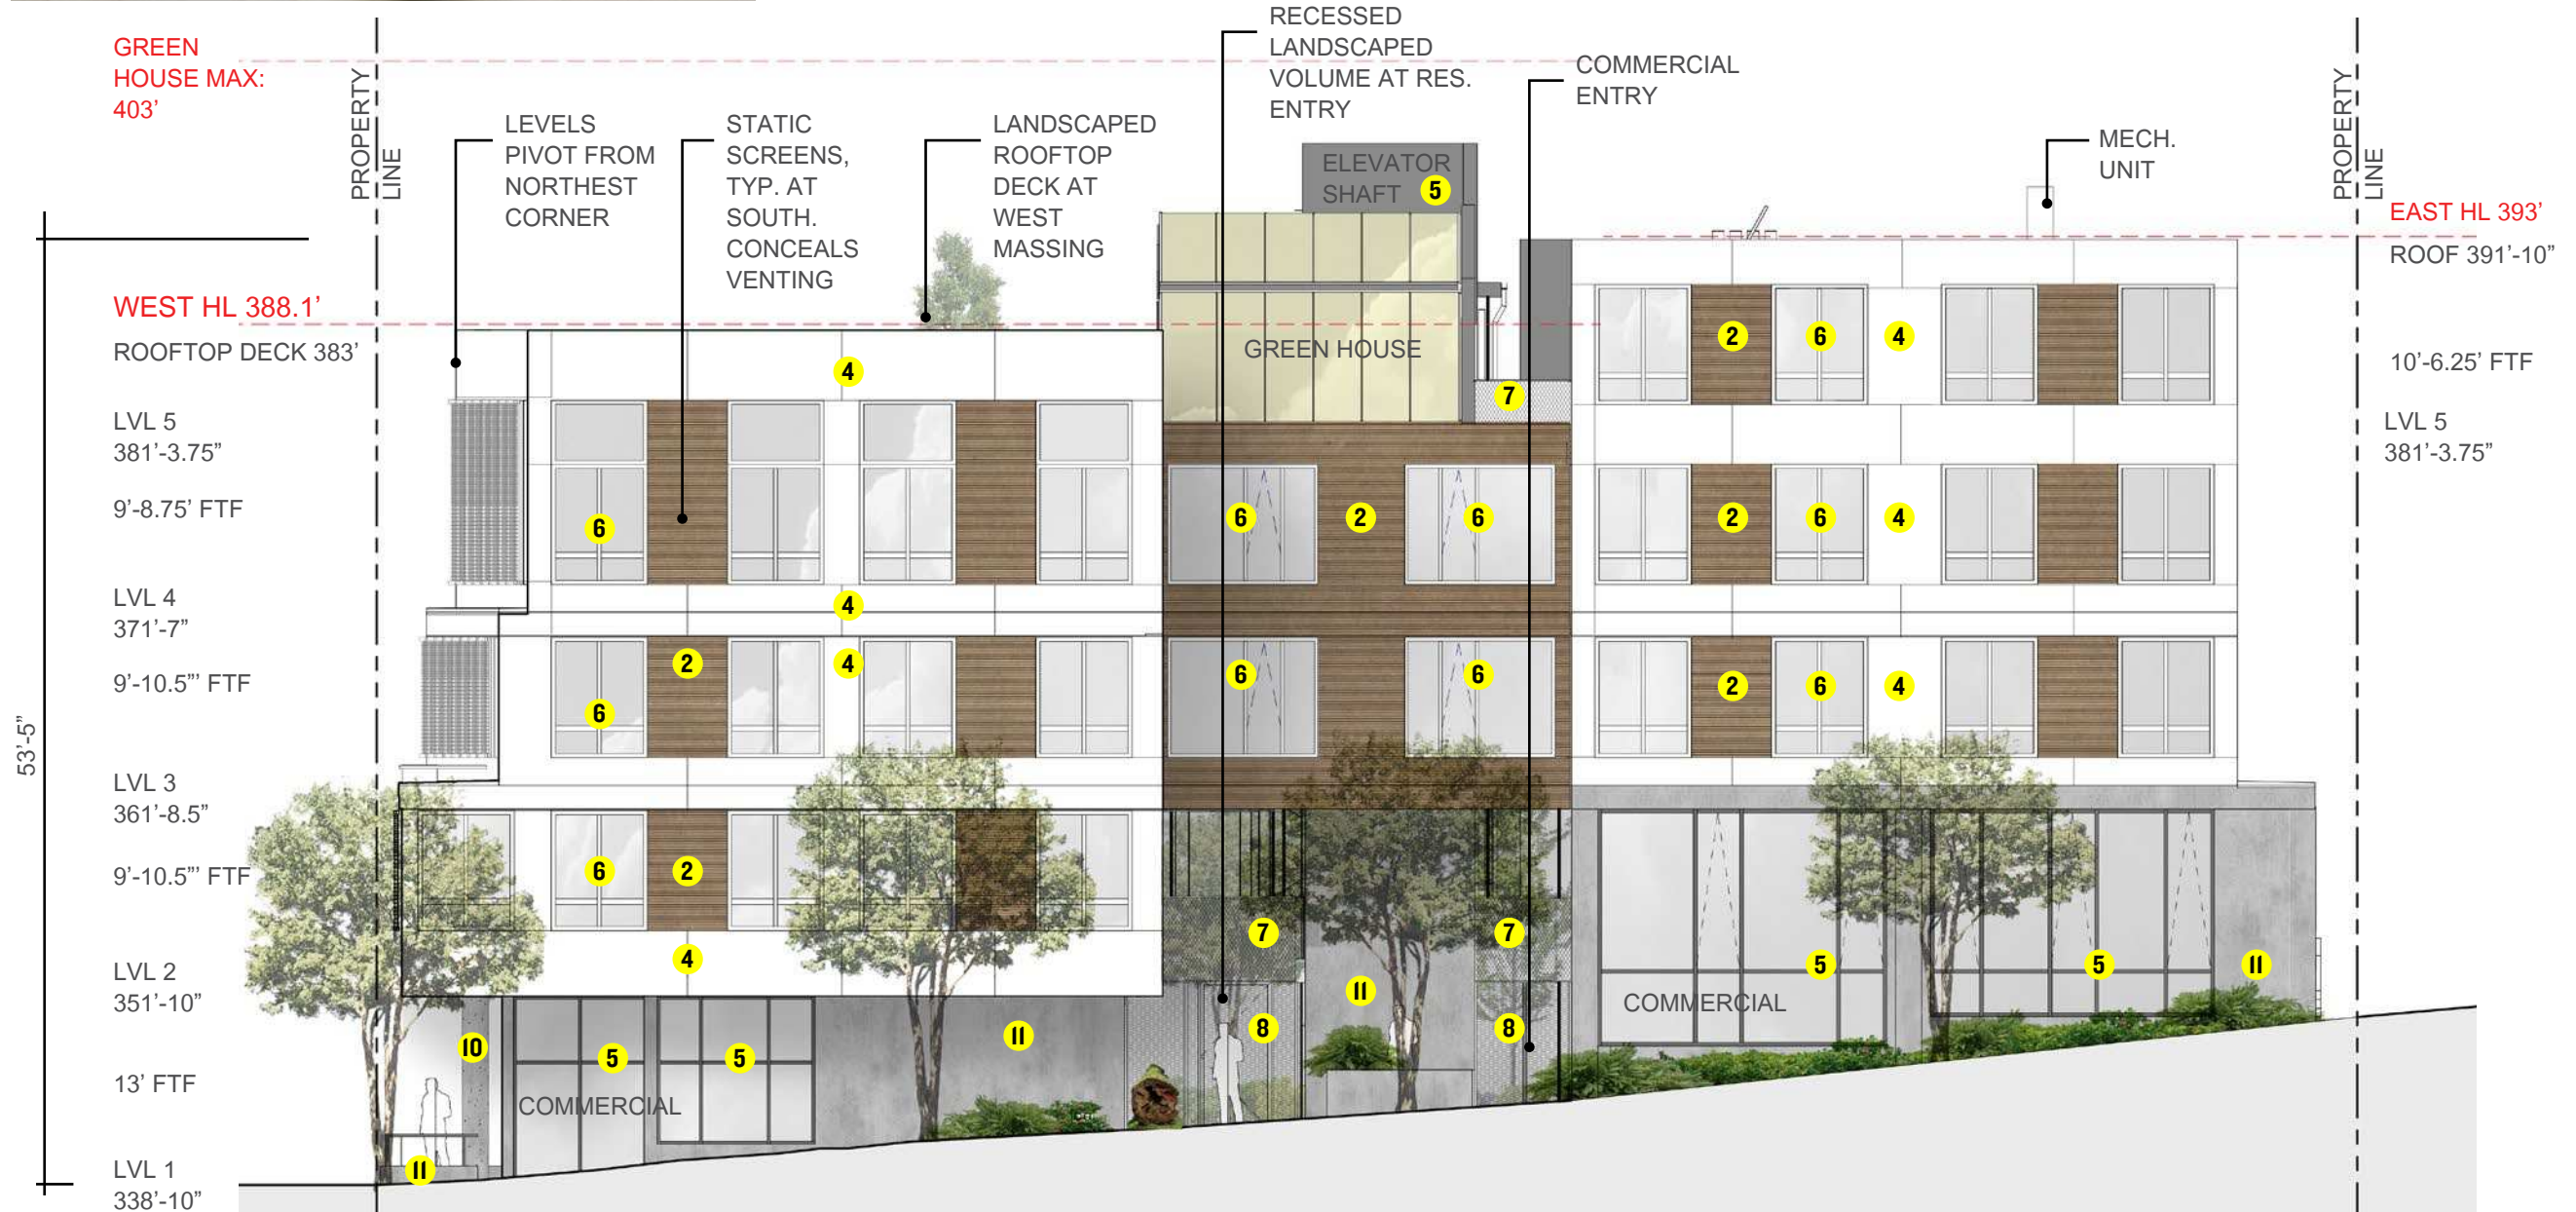 GREEN
HOUSE MAX:
403’
PROPERTY
LINE
LEVELS
PIVOT FROM
NORTHEST
CORNER
STATIC
SCREENS,
TYP. AT
SOUTH.
CONCEALS
VENTING
LANDSCAPED
ROOFTOP
DECK AT
WEST
MASSING
RECESSED
LANDSCAPED
VOLUME AT RES.
ENTRY
COMMERCIAL
ENTRY
ELEVATOR
SHAFT
5
MECH.
UNIT
PROPERTY
LINE
EAST HL 393’
ROOF 391’-10”
10’-6.25’ FTF
LVL 5
381’-3.75”
WEST HL 388.1’
ROOFTOP DECK 383’
LVL 5
381’-3.75”
9’-8.75’ FTF
LVL 4
371’-7”
9’-10.5”’ FTF
LVL 3
361’-8.5”
9’-10.5”’ FTF
LVL 2
351’-10”
13’ FTF
LVL 1
338’-10”
53’-5”
GREEN HOUSE
4
7
2 6 4
6
6 2 6
2 6 4
4
2 4
6
6 6
2 6 4
6 2
4
7 7
11
5 5 11
COMMERCIAL
10
5 5
11
8 8
COMMERCIAL
11